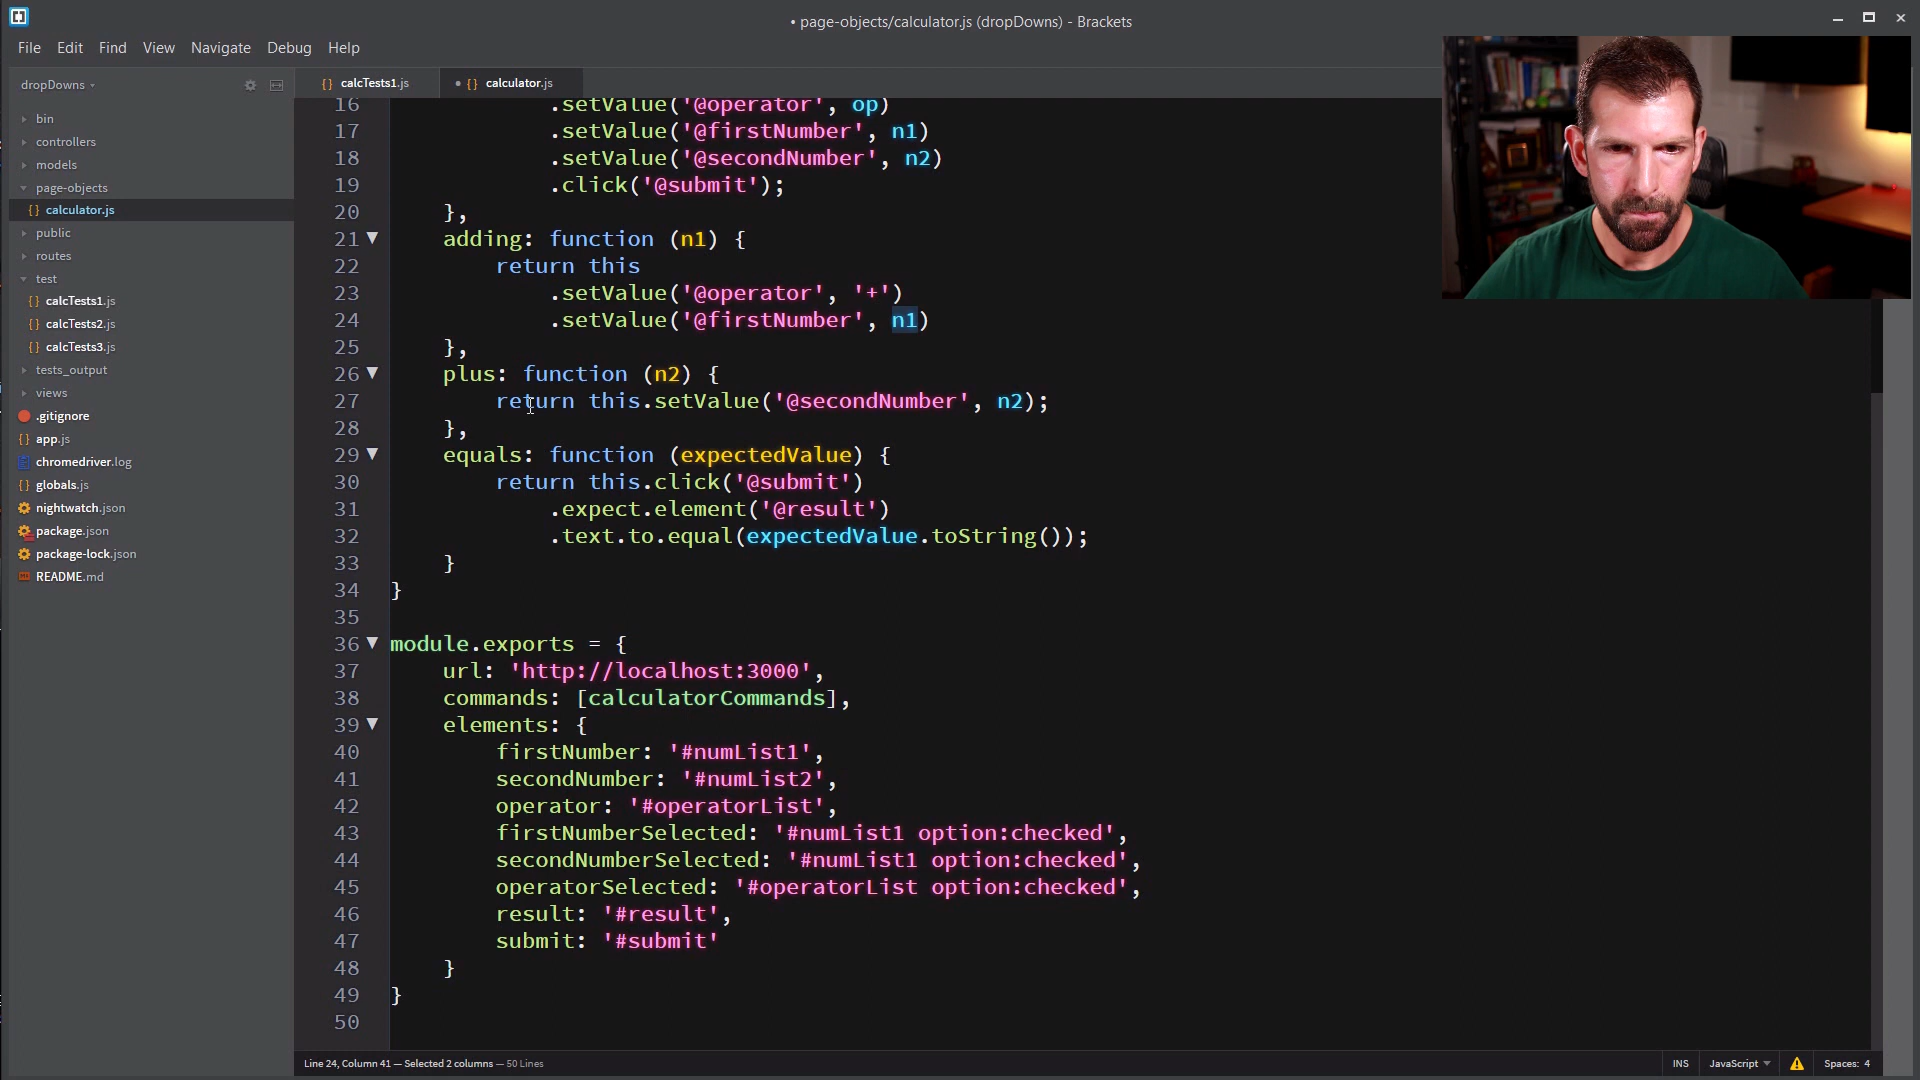 • page-objects/calculator.js (dropDowns) - Brackets
File Edit Find View Navigate Debug Help
dropDowns
bin
controllers
models
page-objects
calculator.js
public
routes
test
calcTests1.js
calcTests2.js
calcTests3.js
tests_output
views
.gitignore
app.js
chromedriver.log
globals.js
nightwatch.json
package.json
package-lock.json
README.md
{} calcTests1.js • {} calculator.js
16 .setValue('@operator', op)
17 .setValue('@firstNumber', n1)
18 .setValue('@secondNumber', n2)
19 .click('@submit');
20 },
21 adding: function (n1) {
22 return this
23 .setValue('@operator', '+')
24 .setValue('@firstNumber', n1)
25 },
26 plus: function (n2) {
27 return this.setValue('@secondNumber', n2);
28 },
29 equals: function (expectedValue) {
30 return this.click('@submit')
31 .expect.element('@result')
32 .text.to.equal(expectedValue.toString());
33 }
34 }
35
36 module.exports = {
37 url: 'http://localhost:3000',
38 commands: [calculatorCommands],
39 elements: {
40 firstNumber: '#numList1',
41 secondNumber: '#numList2',
42 operator: '#operatorList',
43 firstNumberSelected: '#numList1 option:checked',
44 secondNumberSelected: '#numList1 option:checked',
45 operatorSelected: '#operatorList option:checked',
46 result: '#result',
47 submit: '#submit'
48 }
49 }
50
Line 24, Column 41 — Selected 2 columns — 50 Lines
INS JavaScript Spaces: 4